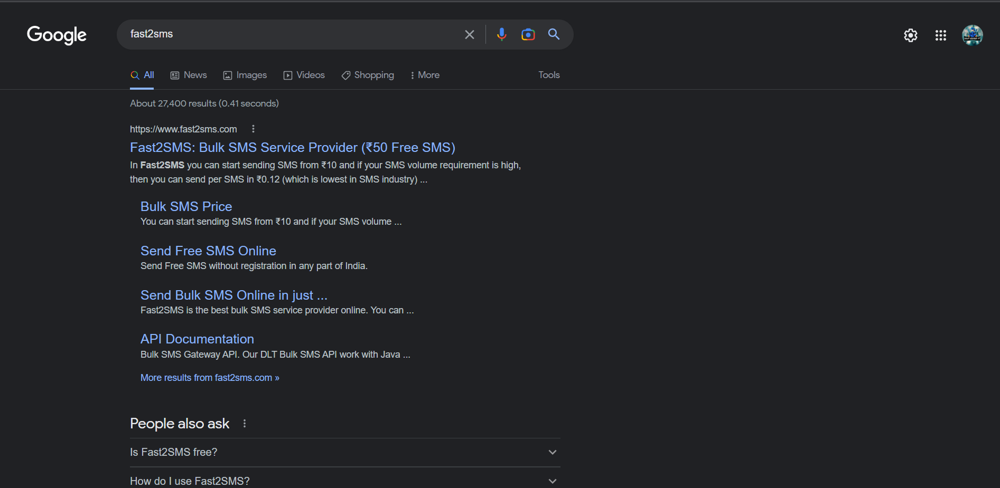 Google
fast2sms
All News Images Videos Shopping More Tools
About 27,400 results (0.41 seconds)
https://www.fast2sms.com
Fast2SMS: Bulk SMS Service Provider (₹50 Free SMS)
In Fast2SMS you can start sending SMS from ₹10 and if your SMS volume requirement is high,
then you can send per SMS in ₹0.12 (which is lowest in SMS industry) ...
Bulk SMS Price
You can start sending SMS from ₹10 and if your SMS volume ...
Send Free SMS Online
Send Free SMS without registration in any part of India.
Send Bulk SMS Online in just ...
Fast2SMS is the best bulk SMS service provider online. You can ...
API Documentation
Bulk SMS Gateway API. Our DLT Bulk SMS API work with Java ...
More results from fast2sms.com »
People also ask
Is Fast2SMS free?
How do I use Fast2SMS?